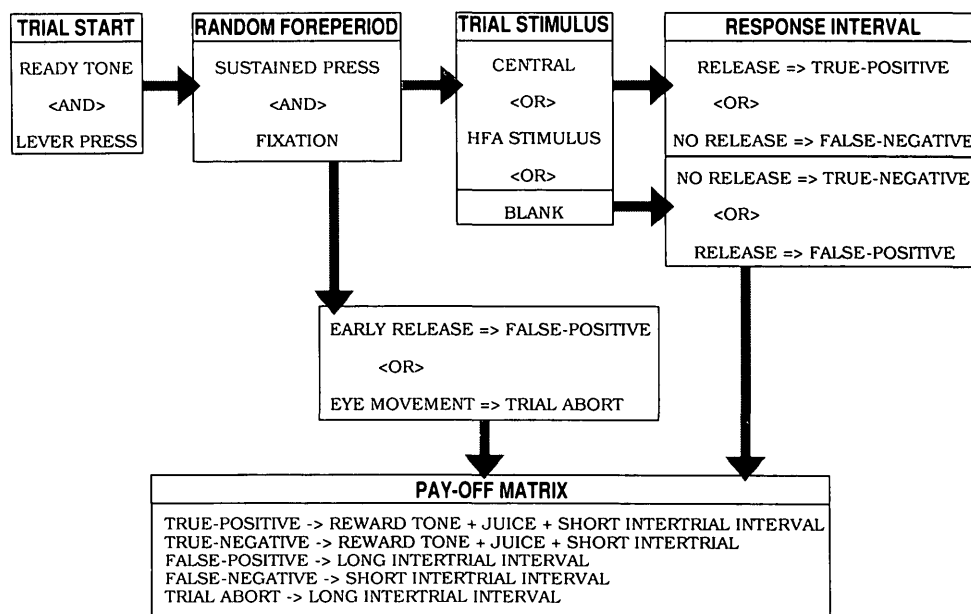 TRIAL START
READY TONE
<AND>
LEVER PRESS
RANDOM FOREPERIOD
SUSTAINED PRESS
<AND>
FIXATION
TRIAL STIMULUS
CENTRAL
<OR>
HFA STIMULUS
<OR>
BLANK
RESPONSE INTERVAL
RELEASE => TRUE-POSITIVE
<OR>
NO RELEASE => FALSE-NEGATIVE
NO RELEASE => TRUE-NEGATIVE
<OR>
RELEASE => FALSE-POSITIVE
EARLY RELEASE => FALSE-POSITIVE
<OR>
EYE MOVEMENT => TRIAL ABORT
PAY-OFF MATRIX
TRUE-POSITIVE -> REWARD TONE + JUICE + SHORT INTERTRIAL INTERVAL
TRUE-NEGATIVE -> REWARD TONE + JUICE + SHORT INTERTRIAL
FALSE-POSITIVE -> LONG INTERTRIAL INTERVAL
FALSE-NEGATIVE -> SHORT INTERTRIAL INTERVAL
TRIAL ABORT -> LONG INTERTRIAL INTERVAL